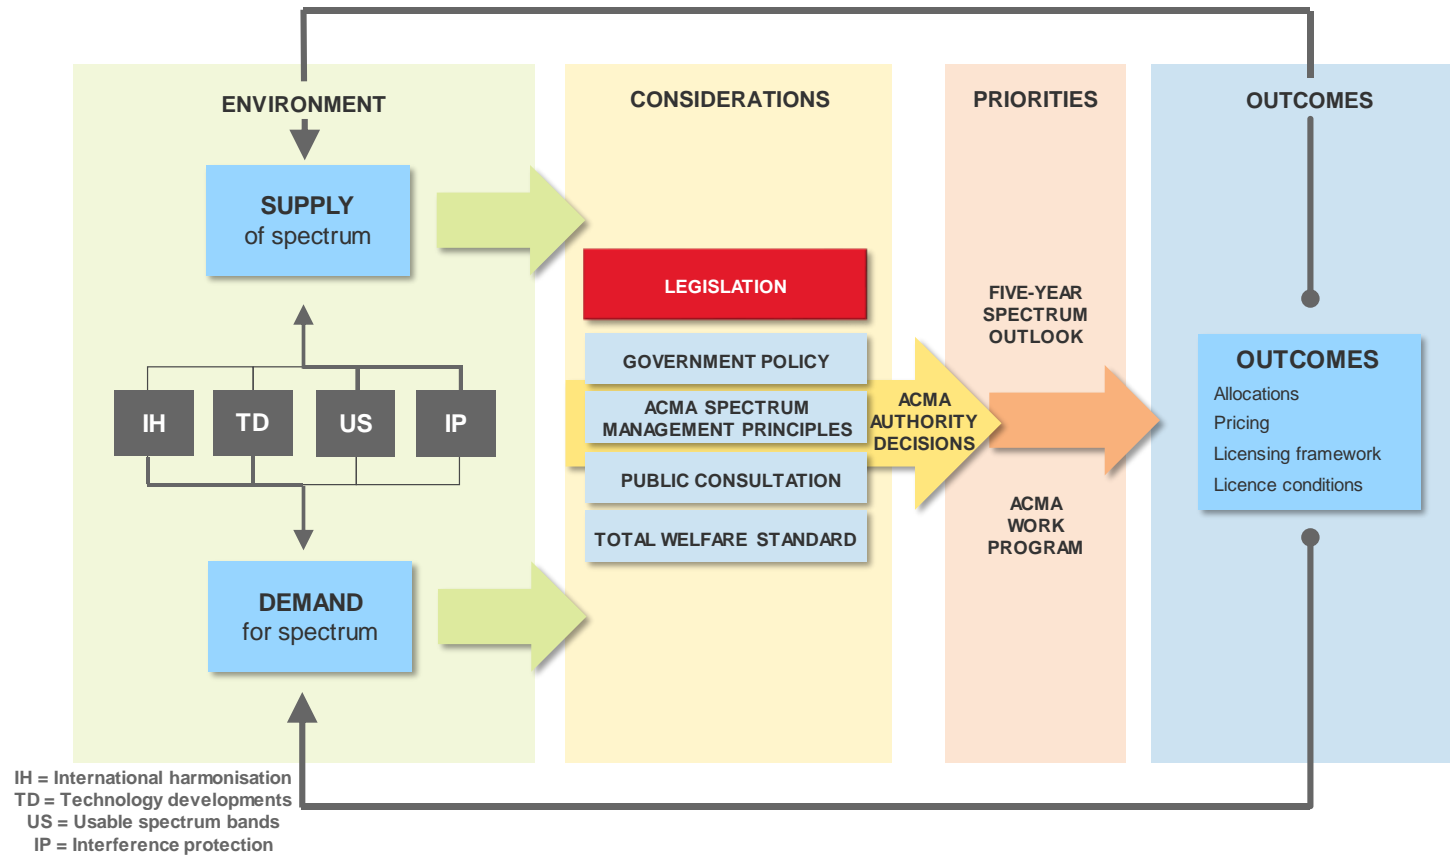 ENVIRONMENT
SUPPLY
of spectrum
IH
TD
US
IP
DEMAND
for spectrum
CONSIDERATIONS
LEGISLATION
GOVERNMENT POLICY
ACMA SPECTRUM
MANAGEMENT PRINCIPLES
PUBLIC CONSULTATION
TOTAL WELFARE STANDARD
ACMA
AUTHORITY
DECISIONS
PRIORITIES
FIVE-YEAR
SPECTRUM
OUTLOOK
ACMA
WORK
PROGRAM
OUTCOMES
OUTCOMES
Allocations
Pricing
Licensing framework
Licence conditions
IH = International harmonisation
TD = Technology developments
US = Usable spectrum bands
IP = Interference protection